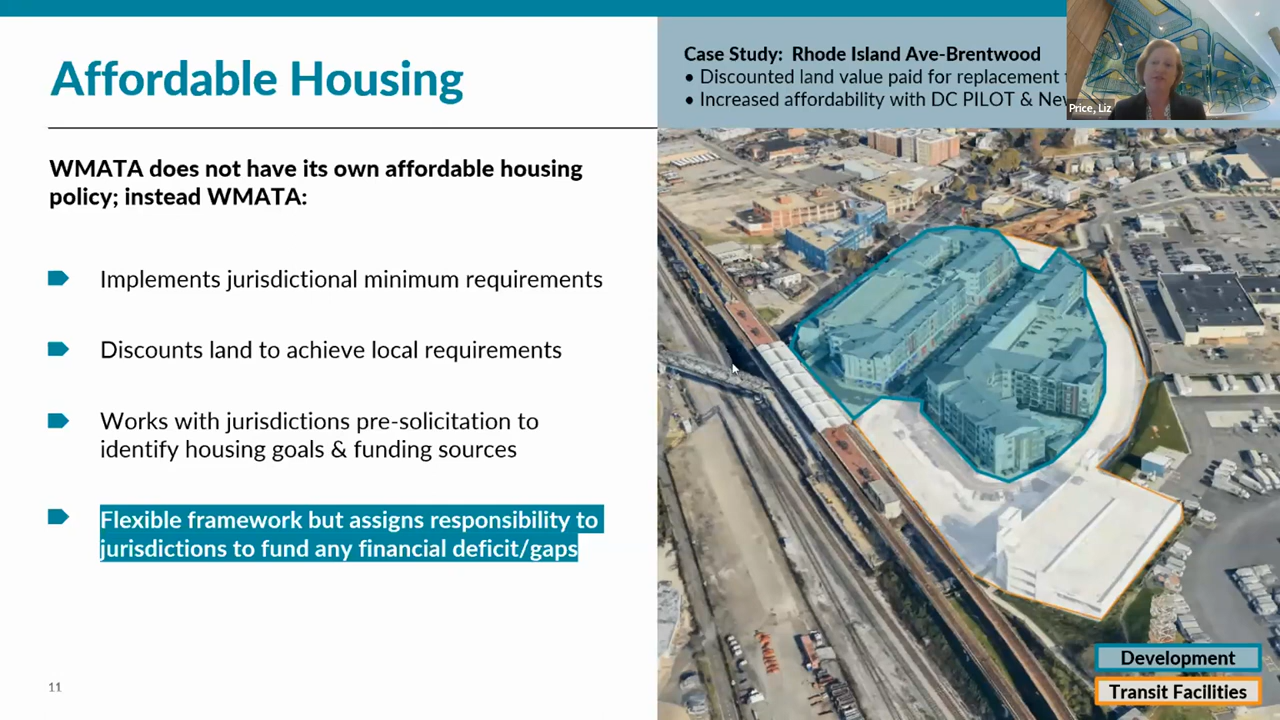 Affordable Housing
WMATA does not have its own affordable housing
policy; instead WMATA:
Implements jurisdictional minimum requirements
Discounts land to achieve local requirements
Works with jurisdictions pre-solicitation to
identify housing goals & funding sources
Flexible framework but assigns responsibility to
jurisdictions to fund any financial deficit/gaps
11
Case Study: Rhode Island Ave-Brentwood
• Discounted land value paid for replacement
• Increased affordability with DC PILOT &
Price, Liz
Development
Transit Facilities